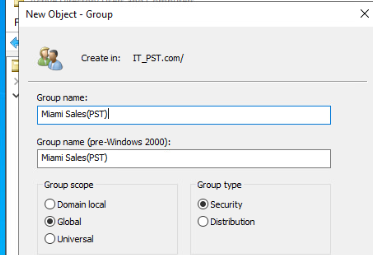 New Object - Group
Create in: IT_PST.com/
Group name:
Miami Sales(PST)
Group name (pre-Windows 2000):
Miami Sales(PST)
Group scope
Group type
Domain local
Security
Global
Distribution
Universal